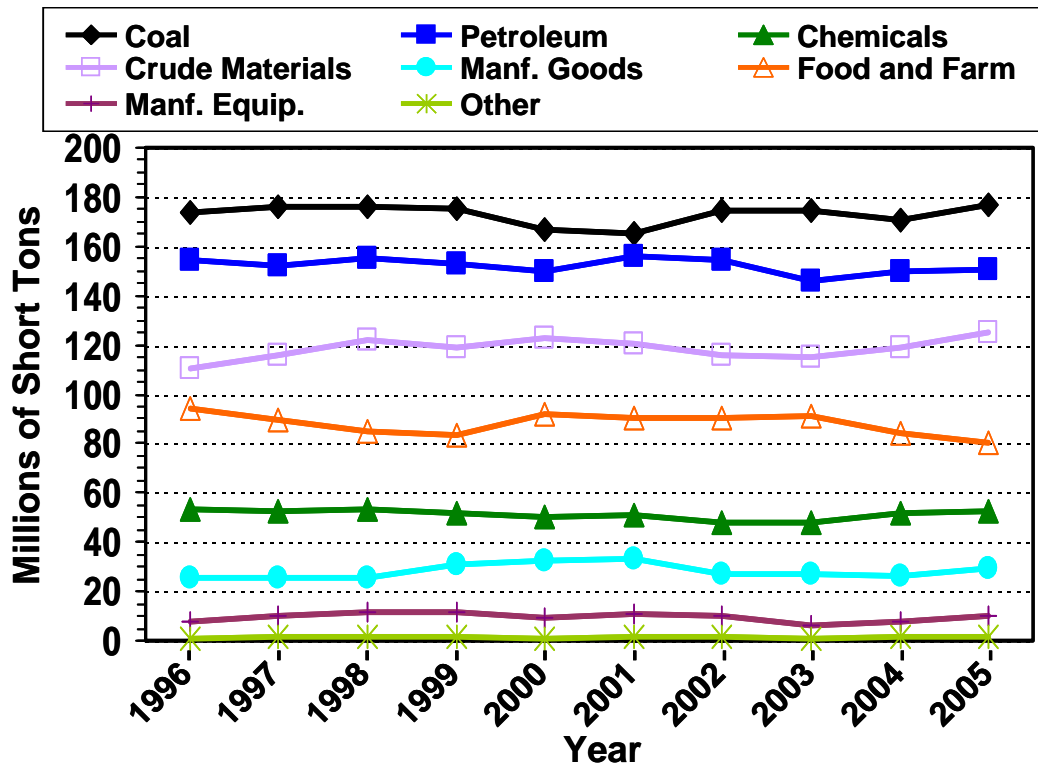 Coal Petroleum Chemicals
Crude Materials Manf. Goods Food and Farm
Manf. Equip. Other
Millions of Short Tons
200
180
160
140
120
100
80
60
40
20
0
1996 1997 1998 1999 2000 2001 2002 2003 2004 2005
Year